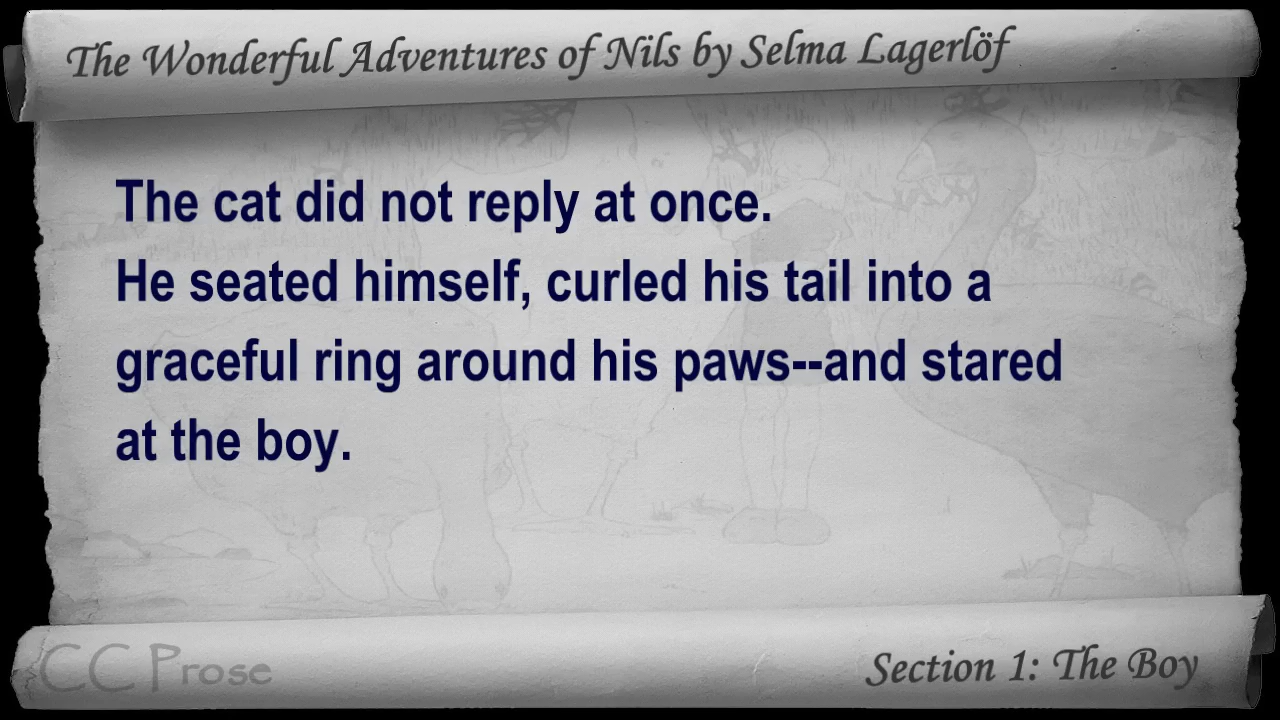 The Wonderful Adventures of Nils by Selma Lagerlöf
The cat did not reply at once.
He seated himself, curled his tail into a
graceful ring around his paws--and stared
at the boy.
CC Prose
Section 1: The Boy